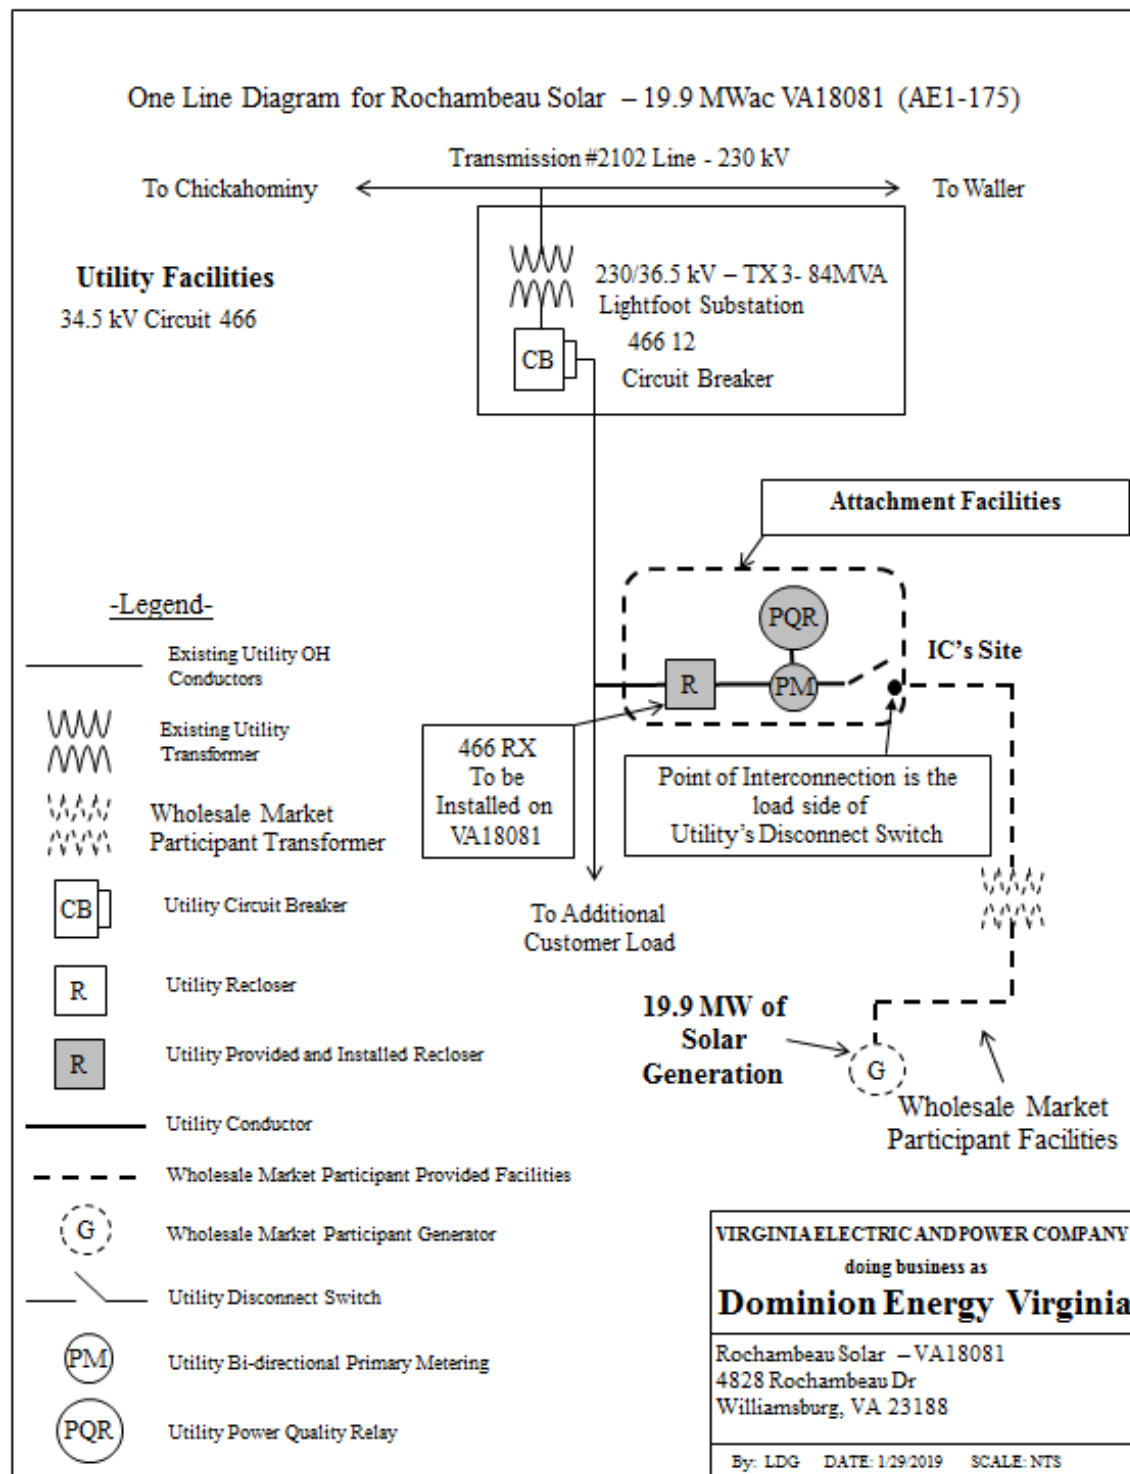 One Line Diagram for Rochambeau Solar – 19.9 MWac VA18081 (AE1-175)
Transmission #2102 Line - 230 kV
To Chickahominy
To Waller
Utility Facilities
34.5 kV Circuit 466
230/36.5 kV – TX 3- 84MVA
Lightfoot Substation
466 12
Circuit Breaker
CB
Attachment Facilities
PQR
R
PM
IC's Site
466 RX
To be
Installed on
VA18081
Point of Interconnection is the
load side of
Utility's Disconnect Switch
To Additional
Customer Load
19.9 MW of
Solar
Generation
G
Wholesale Market
Participant Facilities
-Legend-
Existing Utility OH
Conductors
Existing Utility
Transformer
Wholesale Market
Participant Transformer
CB
Utility Circuit Breaker
R
Utility Recloser
R
Utility Provided and Installed Recloser
Utility Conductor
Wholesale Market Participant Provided Facilities
G
Wholesale Market Participant Generator
Utility Disconnect Switch
PM
Utility Bi-directional Primary Metering
PQR
Utility Power Quality Relay
VIRGINIA ELECTRIC AND POWER COMPANY
doing business as
Dominion Energy Virginia
Rochambeau Solar – VA18081
4828 Rochambeau Dr
Williamsburg, VA 23188
By: LDG DATE: 1/29/2019 SCALE: NTS